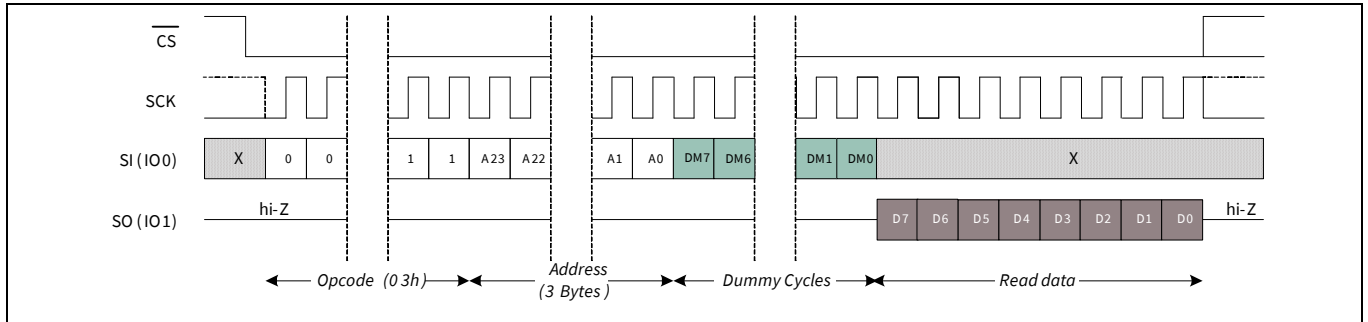 CS
SCK
SI (IO0) X 0 0 1 1 A23 A22 A1 A0 DM7 DM6 DM1 DM0 X
hi-Z
SO (IO1) D7 D6 D5 D4 D3 D2 D1 D0 hi-Z
Opcode (03h) Address (3 Bytes) Dummy Cycles Read data